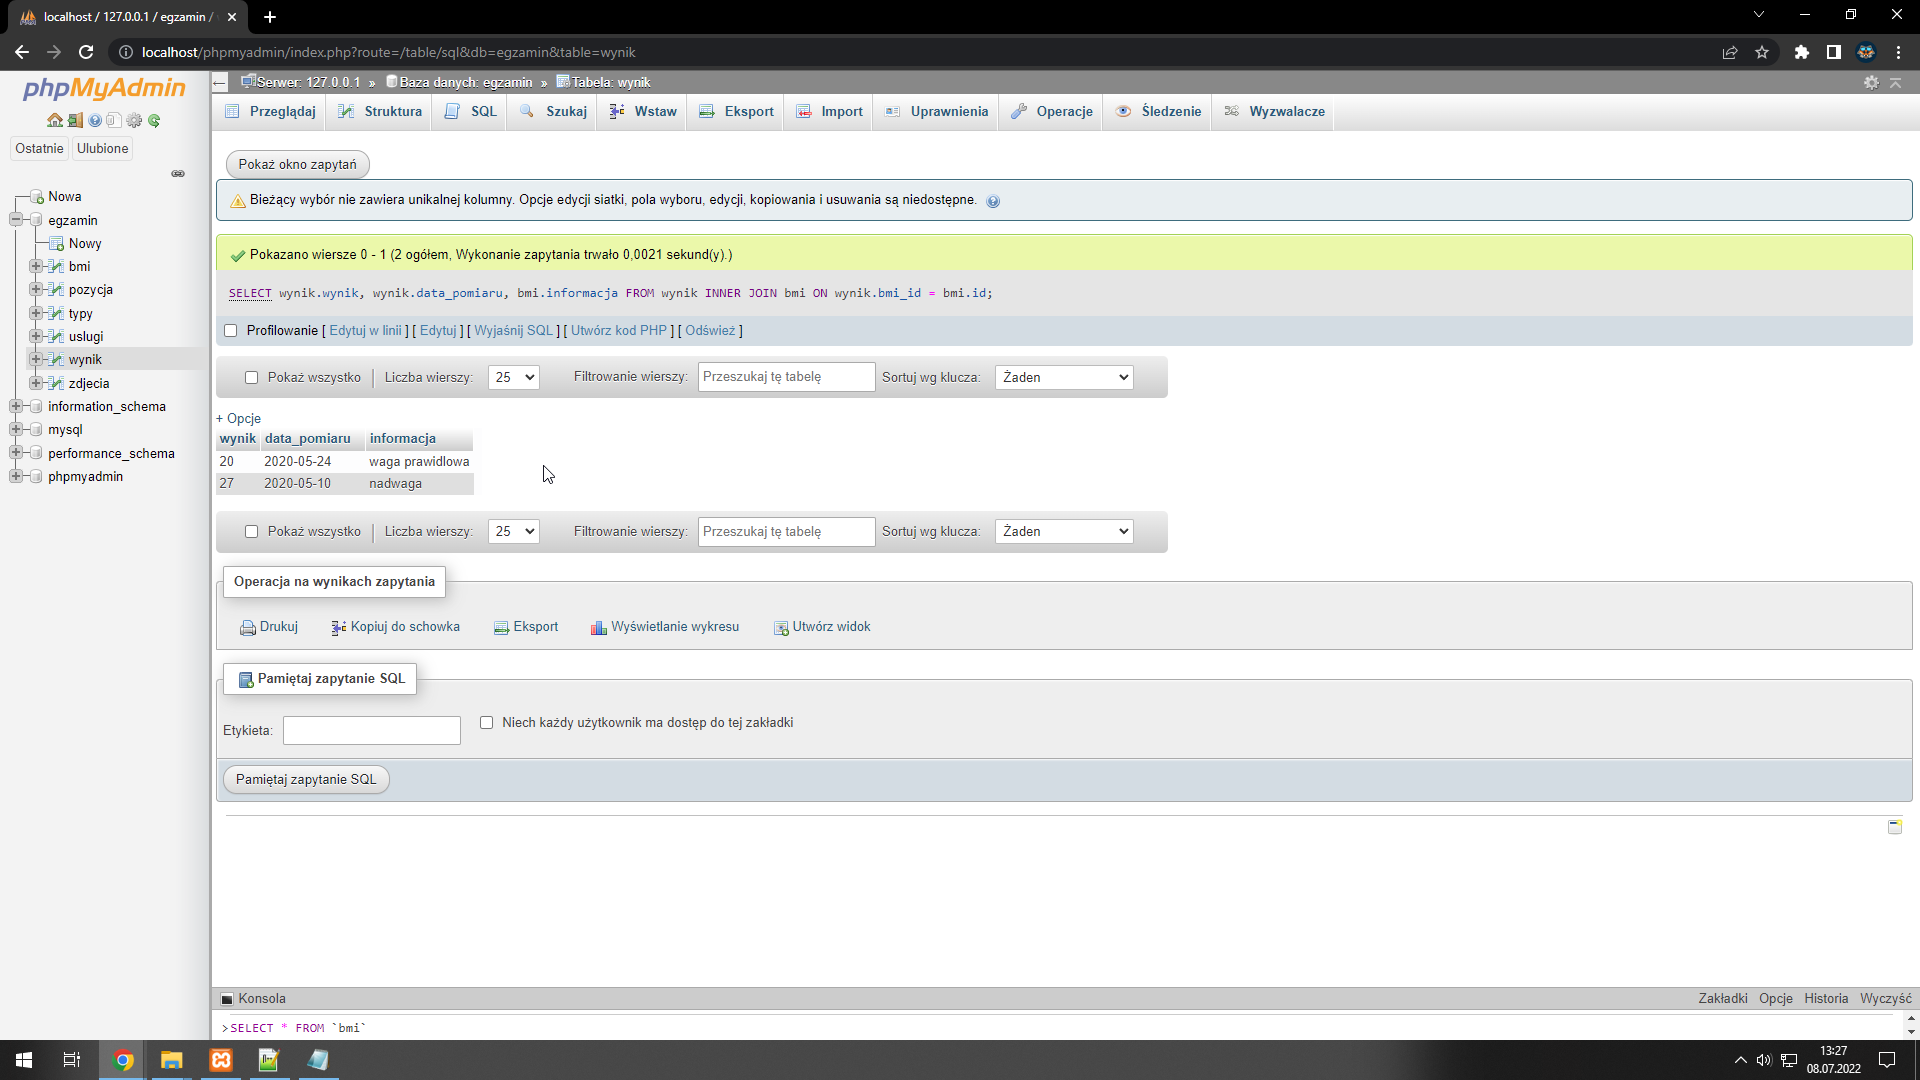 localhost / 127.0.0.1 / egzamin /
localhost/phpmyadmin/index.php?route=/table/sql&db=egzamin&table=wynik
phpMyAdmin
Ostatnie Ulubione
Nowa
egzamin
Nowy
bmi
pozycja
typy
uslugi
wynik
zdjecia
information_schema
mysql
performance_schema
phpmyadmin
Serwer: 127.0.0.1 » Baza danych: egzamin » Tabela: wynik
Przeglądaj Struktura SQL Szukaj Wstaw Eksport Import Uprawnienia Operacje Śledzenie Wyzwalacze
Pokaż okno zapytań
Bieżący wybór nie zawiera unikalnej kolumny. Opcje edycji siatki, pola wyboru, edycji, kopiowania i usuwania są niedostępne.
Pokazano wiersze 0 - 1 (2 ogółem, Wykonanie zapytania trwało 0,0021 sekund(y).)
SELECT wynik.wynik, wynik.data_pomiaru, bmi.informacja FROM wynik INNER JOIN bmi ON wynik.bmi_id = bmi.id;
Profilowanie [ Edytuj w linii ] [ Edytuj ] [ Wyjaśnij SQL ] [ Utwórz kod PHP ] [ Odśwież ]
Pokaż wszystko | Liczba wierszy: 25 Filtrowanie wierszy: Przeszukaj tę tabelę Sortuj wg klucza: Żaden
+ Opcje
wynik data_pomiaru informacja
20 2020-05-24 waga prawidlowa
27 2020-05-10 nadwaga
Pokaż wszystko | Liczba wierszy: 25 Filtrowanie wierszy: Przeszukaj tę tabelę Sortuj wg klucza: Żaden
Operacja na wynikach zapytania
Drukuj Kopiuj do schowka Eksport Wyświetlanie wykresu Utwórz widok
Pamiętaj zapytanie SQL
Etykieta: Niech każdy użytkownik ma dostęp do tej zakładki
Pamiętaj zapytanie SQL
Konsola Zakładki Opcje Historia Wyczyść
>SELECT * FROM `bmi`
13:27
08.07.2022